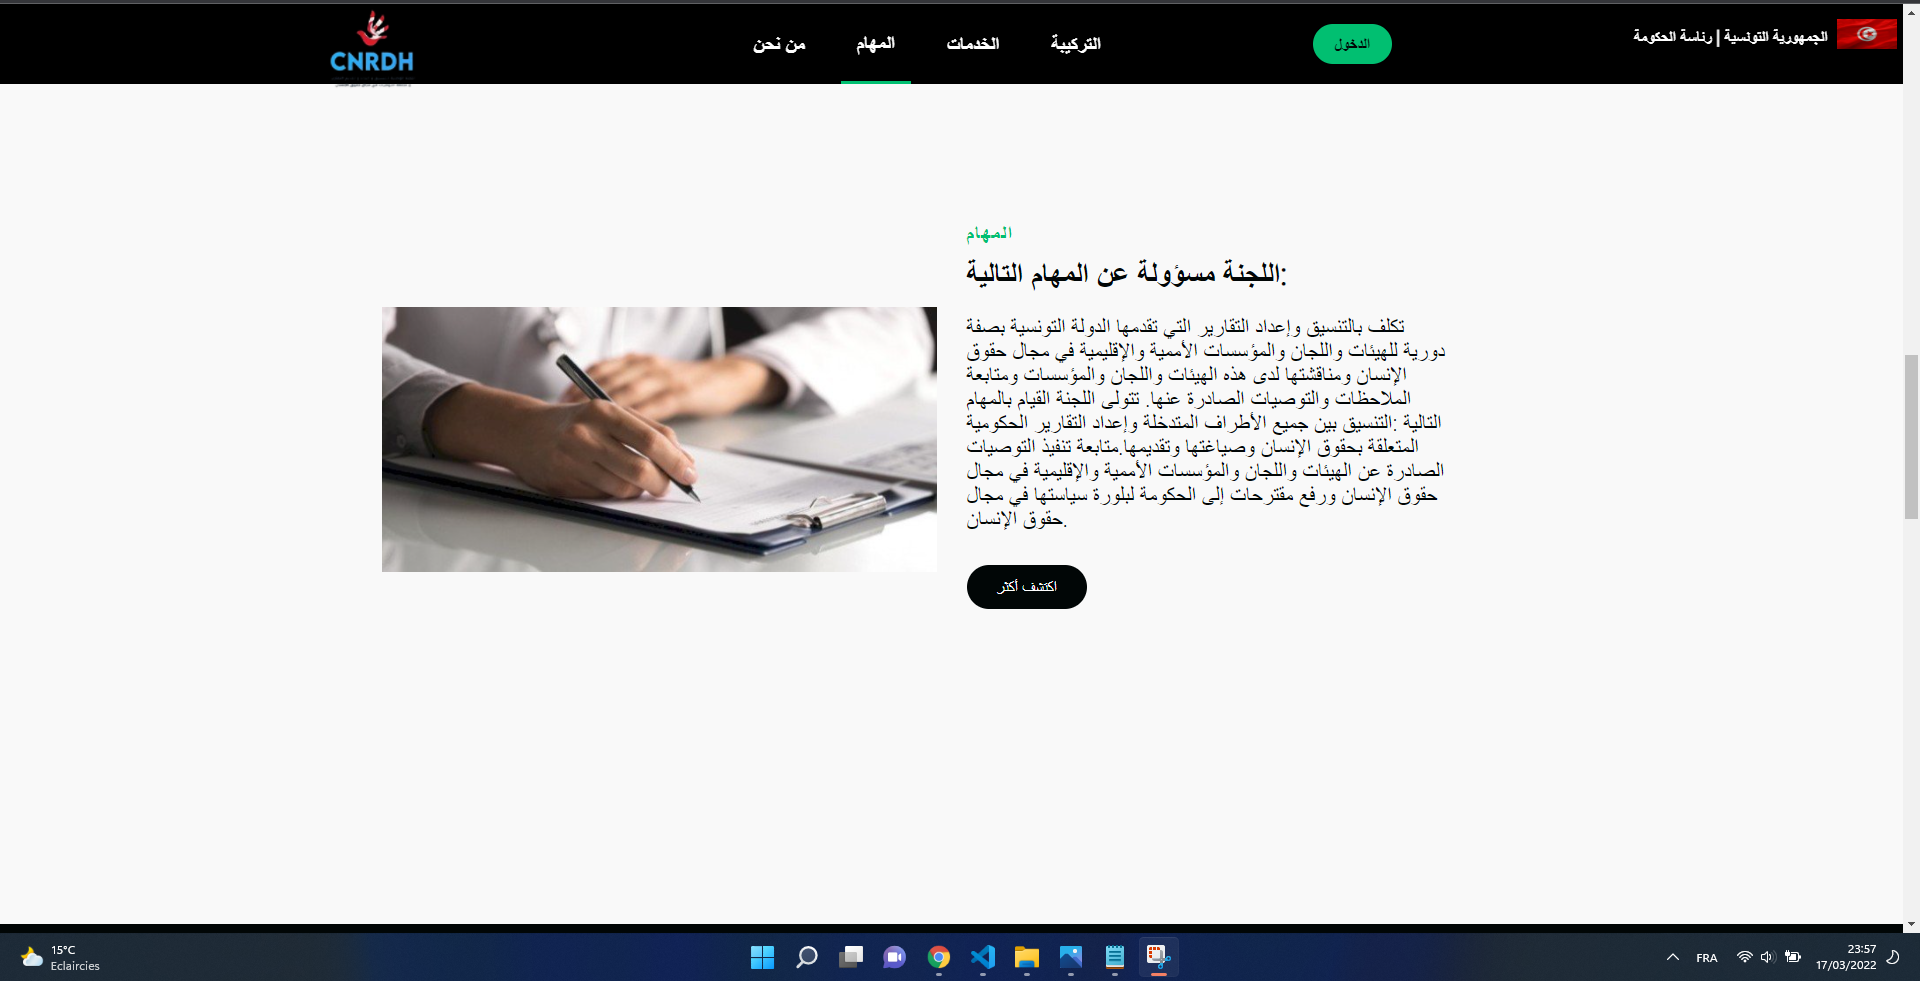 الجمهورية التونسية | رئاسة الحكومة
الدخول
التركيبة
الخدمات
المهام
من نحن
CNRDH
المهام
اللجنة مسؤولة عن المهام التالية:
تكلف بالتنسيق وإعداد التقارير التي تقدمها الدولة التونسية بصفة
دورية للهيئات واللجان والمؤسسات الأممية والإقليمية في مجال حقوق
الإنسان ومناقشتها لدى هذه الهيئات واللجان والمؤسسات ومتابعة
الملاحظات والتوصيات الصادرة عنها. تتولى اللجنة القيام بالمهام
التالية :التنسيق بين جميع الأطراف المتدخلة وإعداد التقارير الحكومية
المتعلقة بحقوق الإنسان وصياغتها وتقديمها.متابعة تنفيذ التوصيات
الصادرة عن الهيئات واللجان والمؤسسات الأممية والإقليمية في مجال
حقوق الإنسان ورفع مقترحات إلى الحكومة لبلورة سياستها في مجال
حقوق الإنسان.
اكتشف أكثر
15°C
Eclaircies
FRA
23:57
17/03/2022